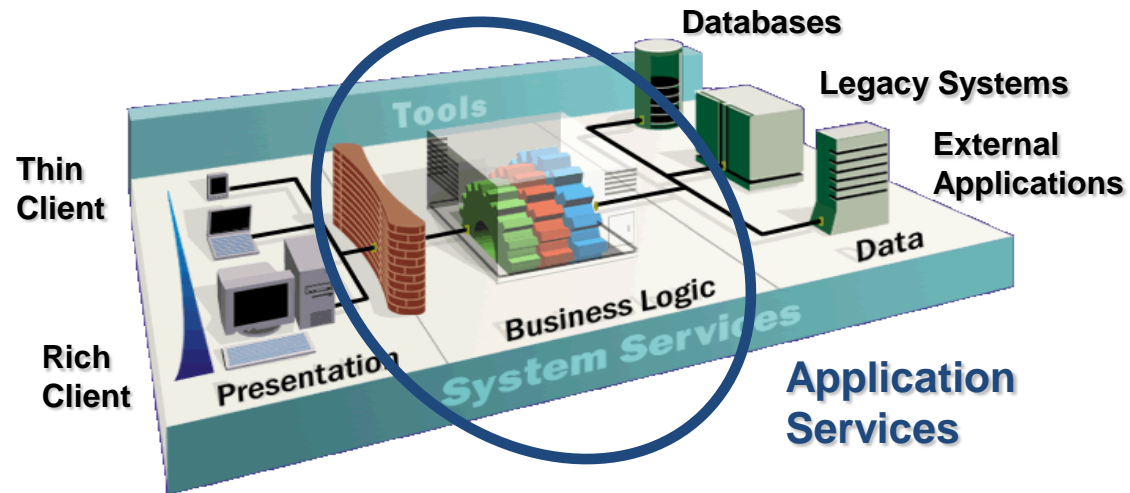 Databases
Tools
Legacy Systems
Thin
Client
External
Applications
Data
Business Logic
System Services
Rich
Client
Presentation
Application
Services